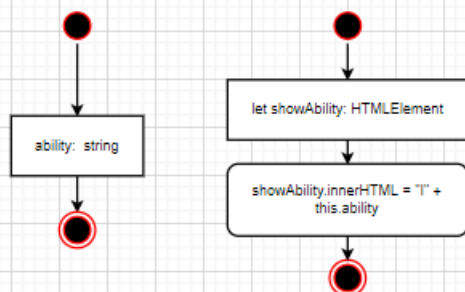 ability: string
let showAbility: HTMLElement
showAbility.innerHTML = "I" +
this.ability